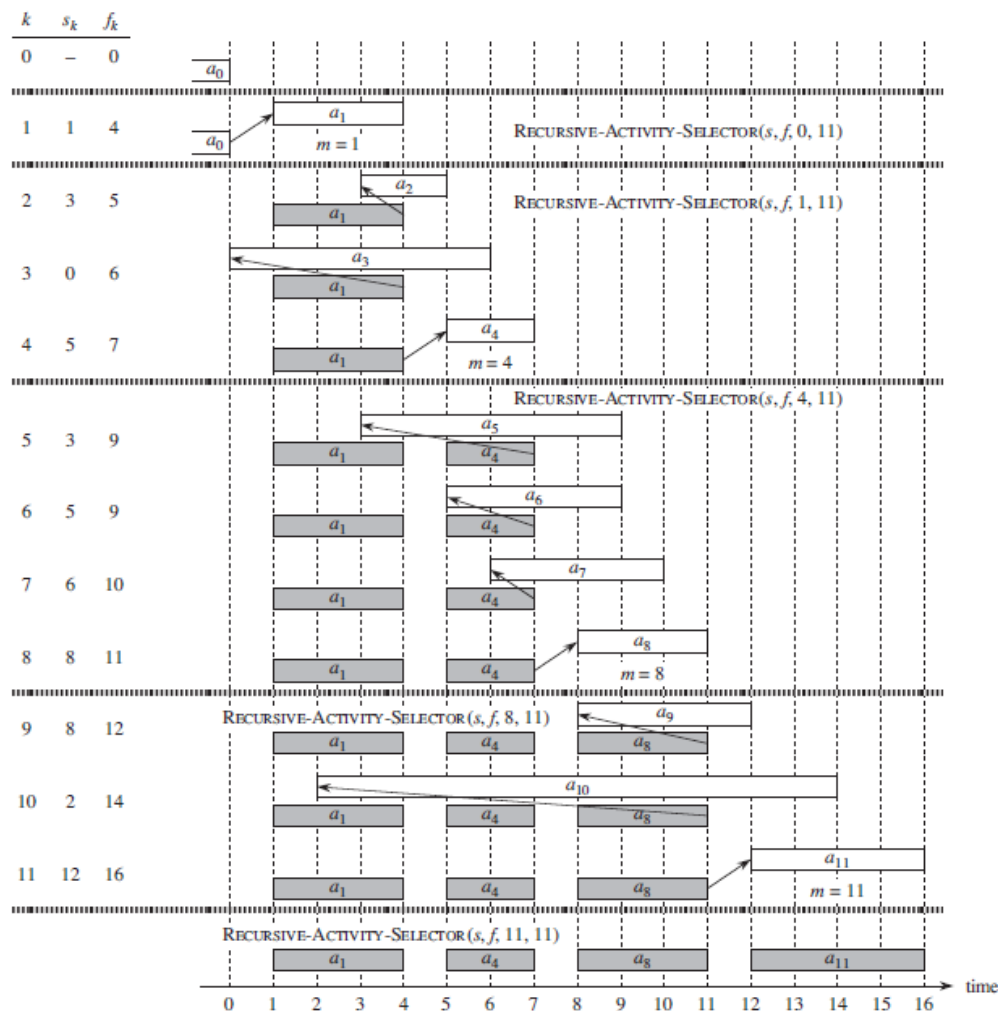 k s_k f_k
0 – 0
a_0
1 1 4
a_1
a_0
m = 1
RECURSIVE-ACTIVITY-SELECTOR(s, f, 0, 11)
2 3 5
a_2
a_1
RECURSIVE-ACTIVITY-SELECTOR(s, f, 1, 11)
3 0 6
a_3
a_1
4 5 7
a_4
a_1
m = 4
RECURSIVE-ACTIVITY-SELECTOR(s, f, 4, 11)
5 3 9
a_5
a_1 a_4
6 5 9
a_6
a_1 a_4
7 6 10
a_7
a_1 a_4
8 8 11
a_8
a_1 a_4
m = 8
RECURSIVE-ACTIVITY-SELECTOR(s, f, 8, 11)
9 8 12
a_9
a_1 a_4 a_8
10 2 14
a_10
a_1 a_4 a_8
11 12 16
a_11
a_1 a_4 a_8
m = 11
RECURSIVE-ACTIVITY-SELECTOR(s, f, 11, 11)
a_1 a_4 a_8 a_11
time
0 1 2 3 4 5 6 7 8 9 10 11 12 13 14 15 16